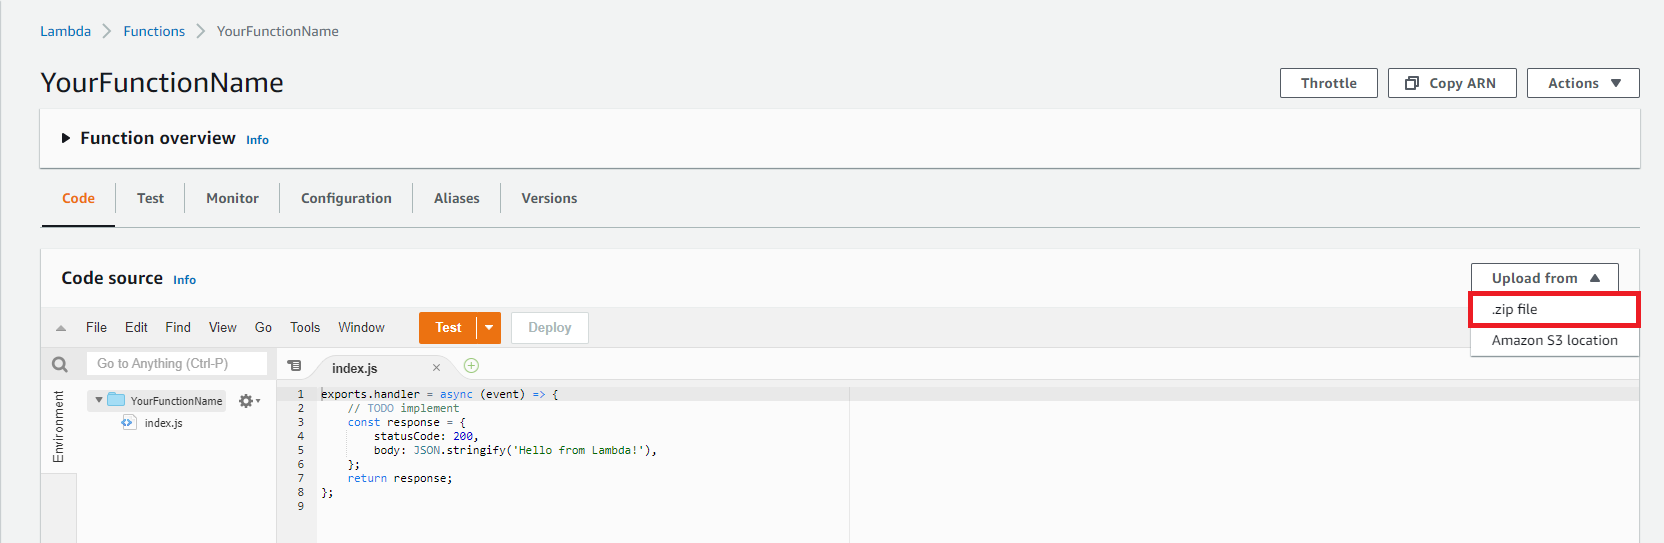 Lambda > Functions > YourFunctionName
YourFunctionName
Throttle
Copy ARN
Actions
Function overview Info
Code
Test
Monitor
Configuration
Aliases
Versions
Code source Info
Upload from
.zip file
Amazon S3 location
File Edit Find View Go Tools Window
Test
Deploy
Go to Anything (Ctrl-P)
index.js
Environment
YourFunctionName
index.js
1 exports.handler = async (event) => {
2     // TODO implement
3     const response = {
4         statusCode: 200,
5         body: JSON.stringify('Hello from Lambda!'),
6     };
7     return response;
8 };
9